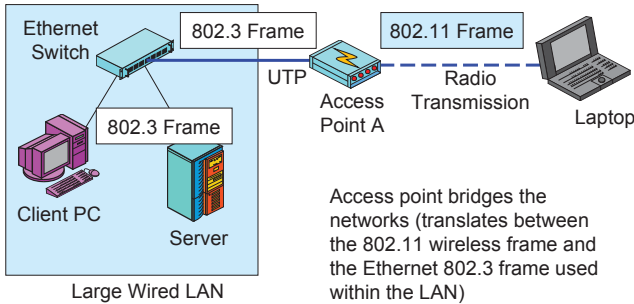 Ethernet
Switch
802.3 Frame
802.11 Frame
UTP
Radio
Transmission
Access
Point A
Laptop
802.3 Frame
Client PC
Server
Large Wired LAN
Access point bridges the
networks (translates between
the 802.11 wireless frame and
the Ethernet 802.3 frame used
within the LAN)